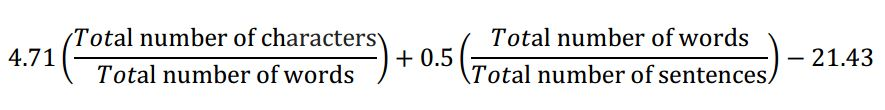 4.71 (Total number of characters / Total number of words) + 0.5 (Total number of words / Total number of sentences) − 21.43